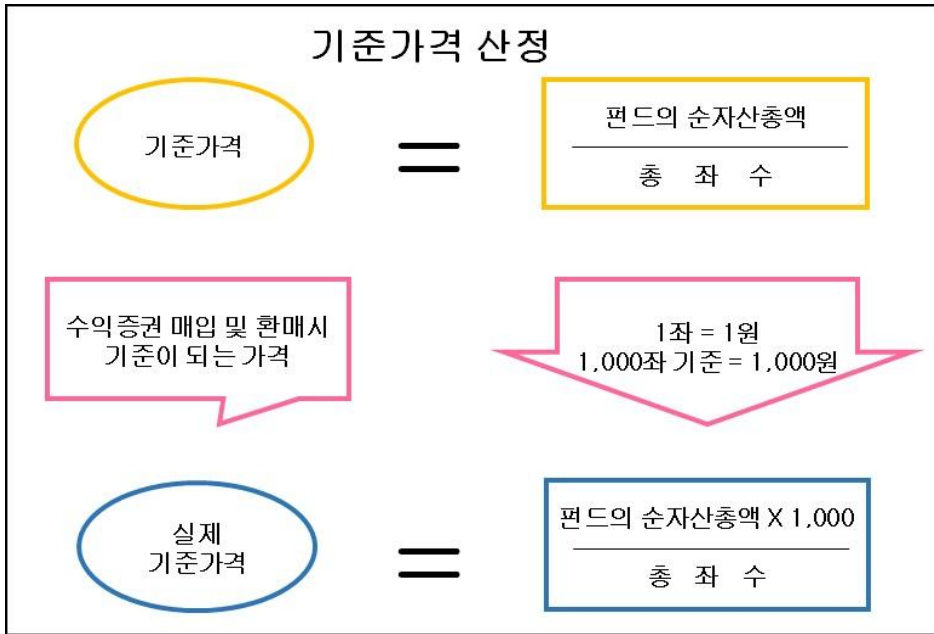 기준가격 산정
기준가격
=
펀드의 순자산총액
총 좌 수
수익증권 매입 및 환매시
기준이 되는 가격
1좌 = 1원
1,000좌 기준 = 1,000원
실제
기준가격
=
펀드의 순자산총액 X 1,000
총 좌 수